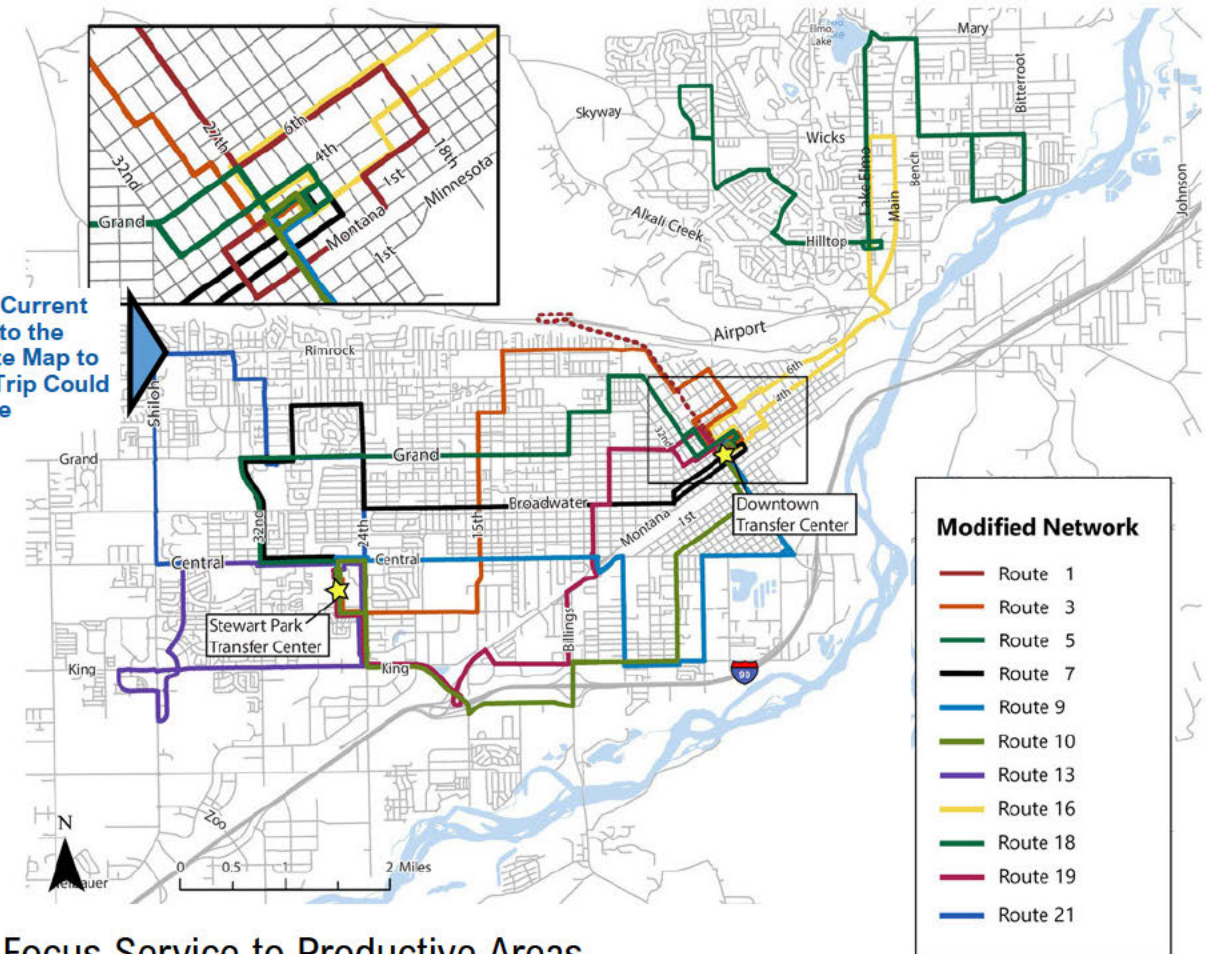 27th
6th
4th
18th
32nd
1st
Minnesota
Grand
Montana
1st
Elmo
Lake
Mary
Skyway
Bitterroot
Wicks
Lake Elmo
Bench
Main
Johnson
Alkali Creek
Hilltop
Current
to the
Map to
Trip Could
Shiloh
Rimrock
Airport
6th
4th
32nd
Grand
Grand
Broadwater
Montana
1st
Downtown
Transfer Center
32nd
24th
15th
Central
Central
Stewart Park
Transfer Center
Billings
King
King
90
Zoo
N
0 0.5 1 2 Miles
Modified Network
Route 1
Route 3
Route 5
Route 7
Route 9
Route 10
Route 13
Route 16
Route 18
Route 19
Route 21
Focus Service to Productive Areas